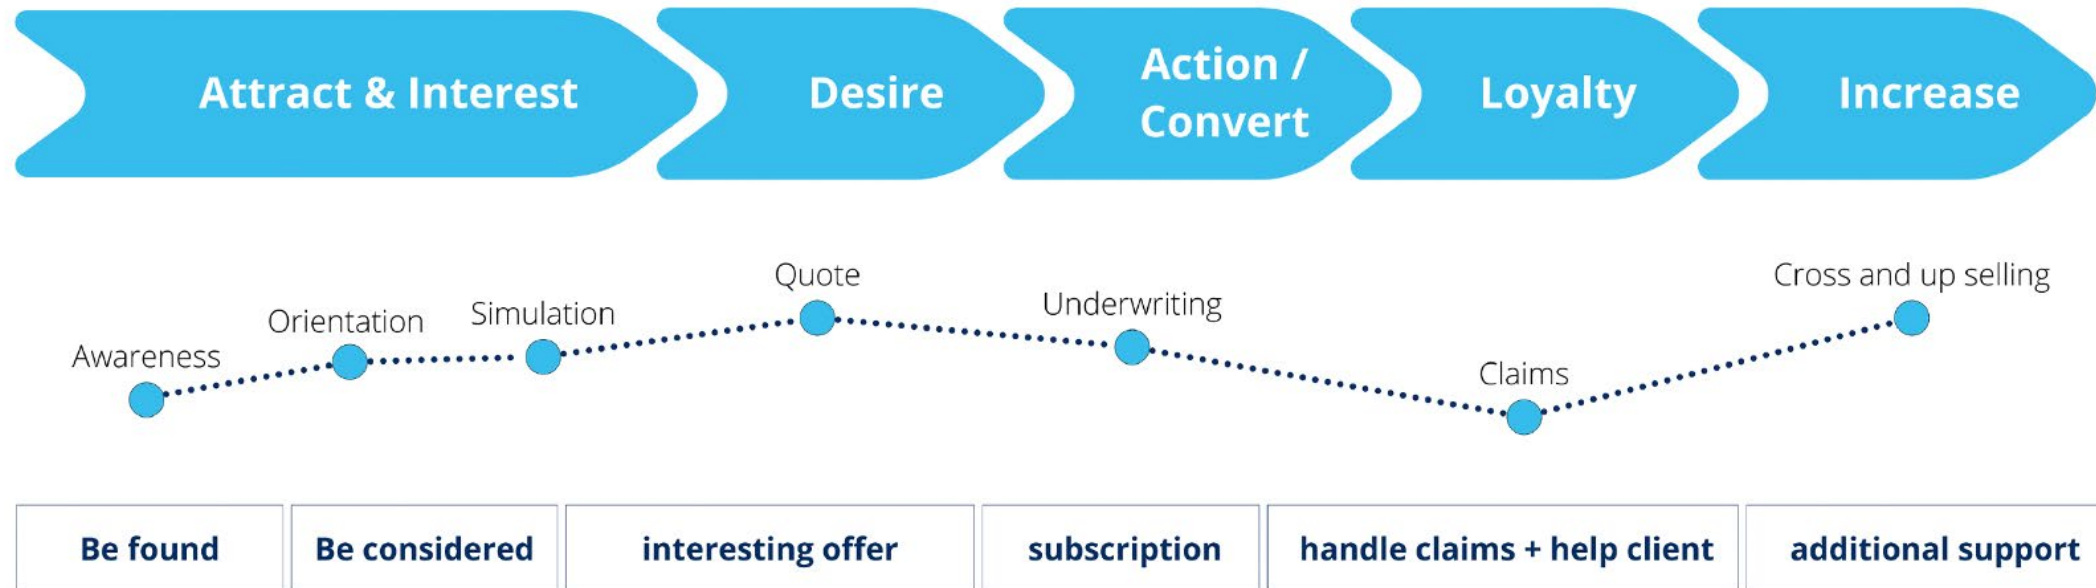 Attract & Interest
Desire
Action /
Convert
Loyalty
Increase
Awareness
Orientation
Simulation
Quote
Underwriting
Claims
Cross and up selling
Be found
Be considered
interesting offer
subscription
handle claims + help client
additional support